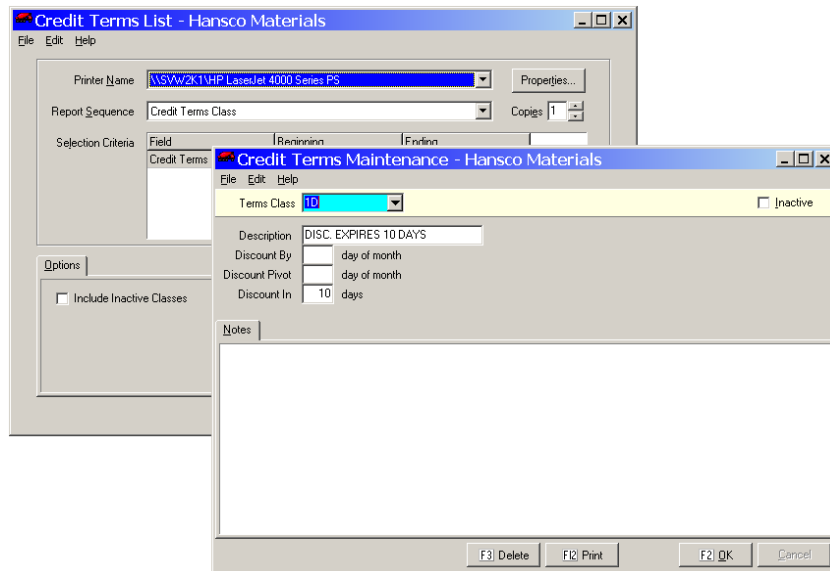 Credit Terms List - Hansco Materials
File Edit Help
Printer Name \\SVW2K1\HP LaserJet 4000 Series PS Properties...
Report Sequence Credit Terms Class Copies 1
Selection Criteria Field Beginning Ending
Credit Terms
Options
Include Inactive Classes
Credit Terms Maintenance - Hansco Materials
File Edit Help
Terms Class 1D Inactive
Description DISC. EXPIRES 10 DAYS
Discount By day of month
Discount Pivot day of month
Discount In 10 days
Notes
F3 Delete F12 Print F2 OK Cancel